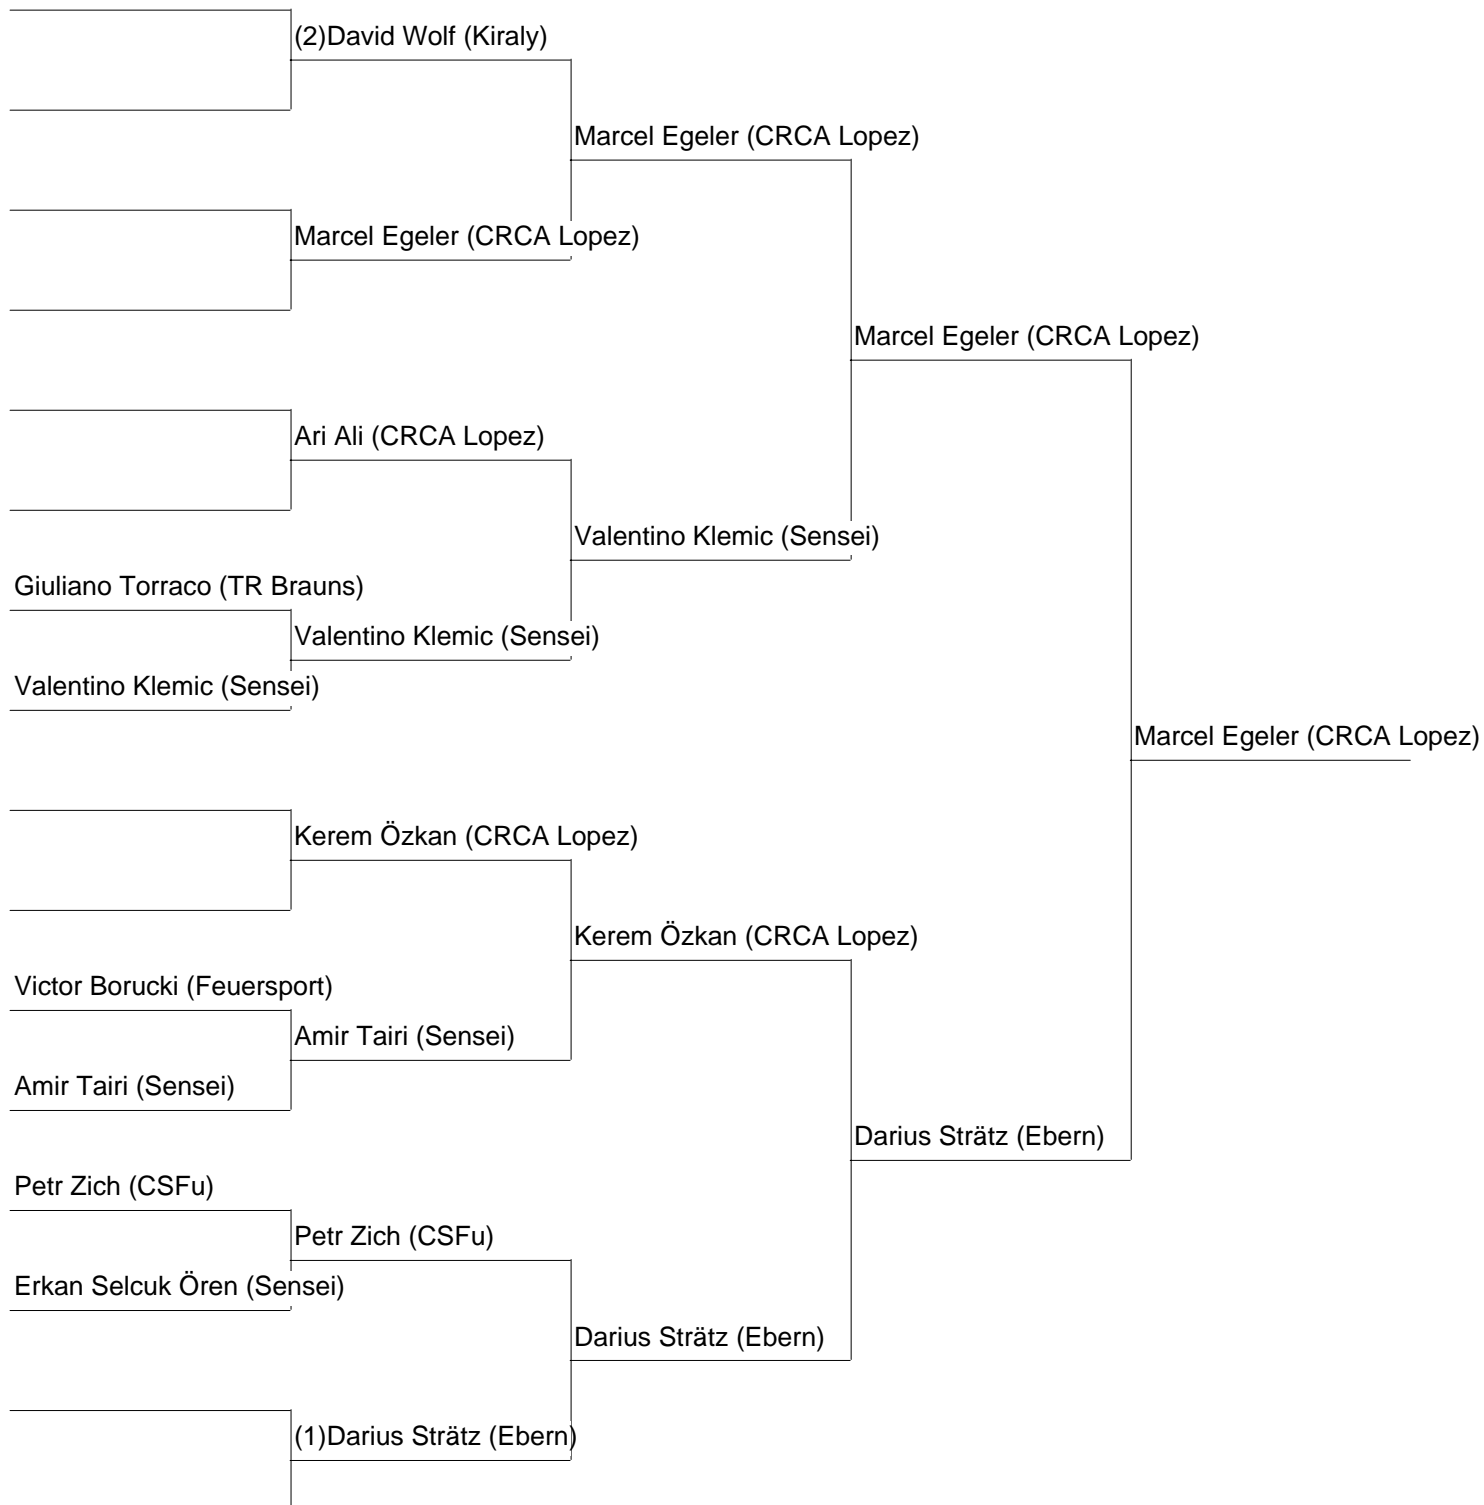 (2)David Wolf (Kiraly)
Marcel Egeler (CRCA Lopez)
Marcel Egeler (CRCA Lopez)
Marcel Egeler (CRCA Lopez)
Ari Ali (CRCA Lopez)
Valentino Klemic (Sensei)
Giuliano Torraco (TR Brauns)
Valentino Klemic (Sensei)
Valentino Klemic (Sensei)
Marcel Egeler (CRCA Lopez)
Kerem Özkan (CRCA Lopez)
Kerem Özkan (CRCA Lopez)
Victor Borucki (Feuersport)
Amir Tairi (Sensei)
Amir Tairi (Sensei)
Darius Strätz (Ebern)
Petr Zich (CSFu)
Petr Zich (CSFu)
Erkan Selcuk Ören (Sensei)
Darius Strätz (Ebern)
(1)Darius Strätz (Ebern)